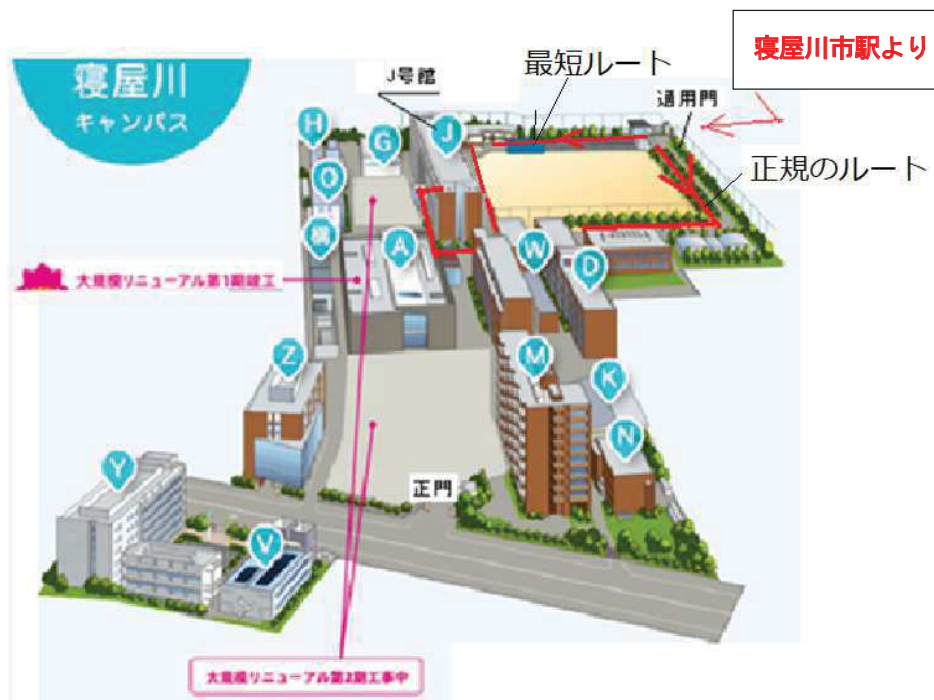 寝屋川
キャンパス
寝屋川市駅より
最短ルート
J号館
通用門
正規のルート
H
G
J
O
横
A
W
D
大規模リニューアル第1期竣工
Z
M
K
N
Y
V
正門
大規模リニューアル第2期工事中